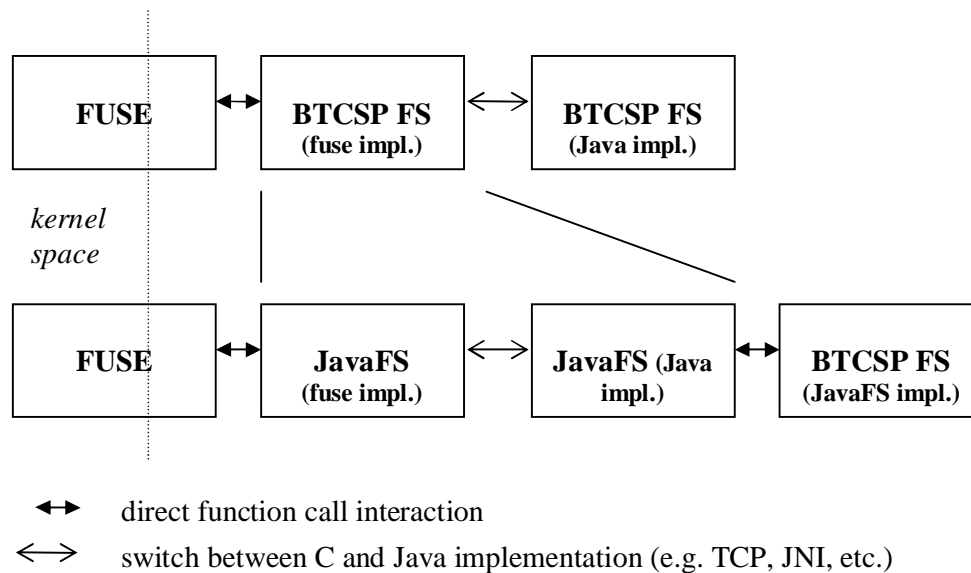 FUSE
BTCSP FS
(fuse impl.)
BTCSP FS
(Java impl.)
kernel
space
FUSE
JavaFS
(fuse impl.)
JavaFS (Java
impl.)
BTCSP FS
(JavaFS impl.)
direct function call interaction
switch between C and Java implementation (e.g. TCP, JNI, etc.)